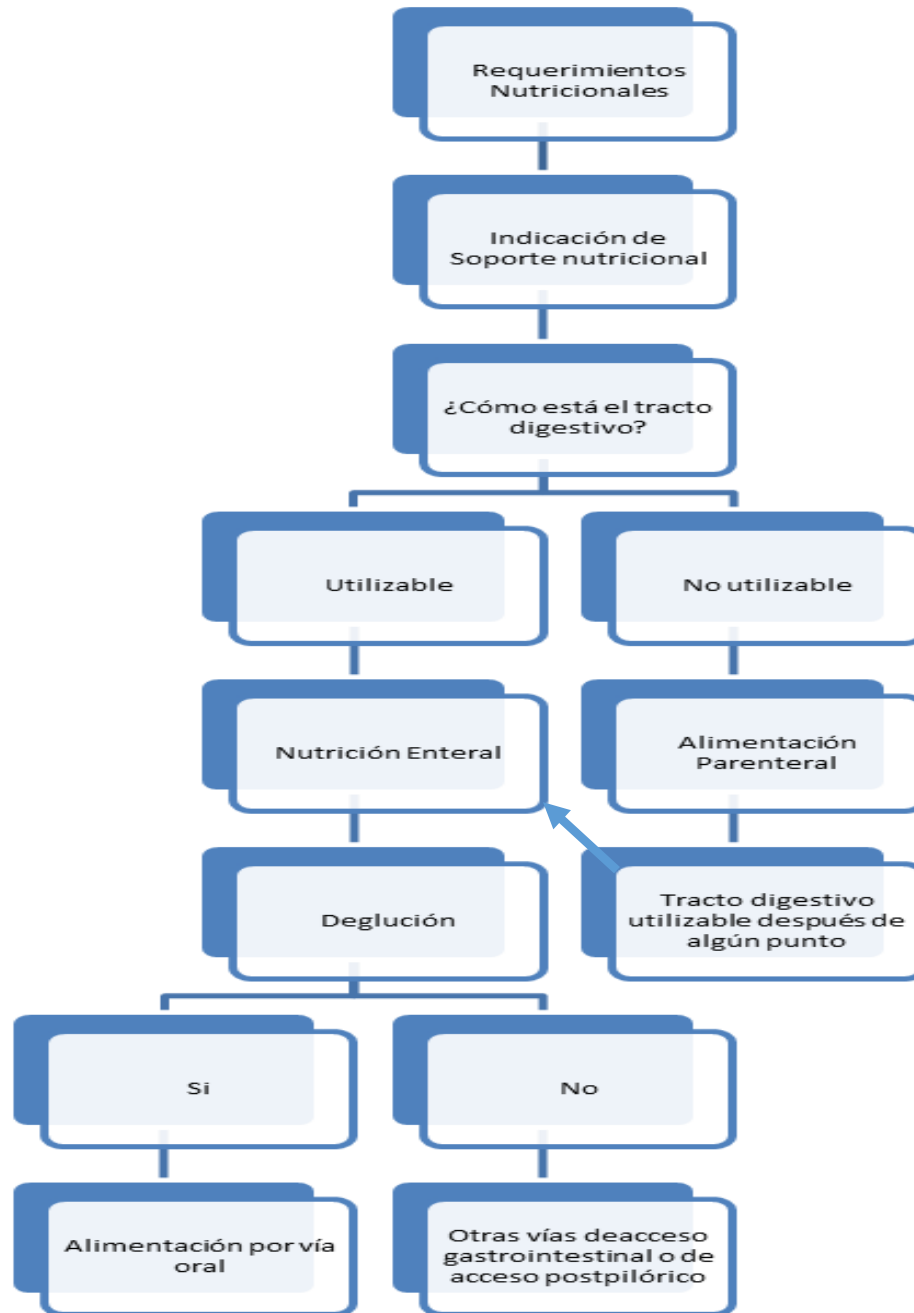 Requerimientos
Nutricionales
Indicación de
Soporte nutricional
¿Cómo está el tracto
digestivo?
Utilizable
No utilizable
Nutrición Enteral
Alimentación
Parenteral
Deglución
Tracto digestivo
utilizable después de
algún punto
Si
No
Alimentación por vía
oral
Otras vías deacceso
gastrointestinal o de
acceso postpilórico